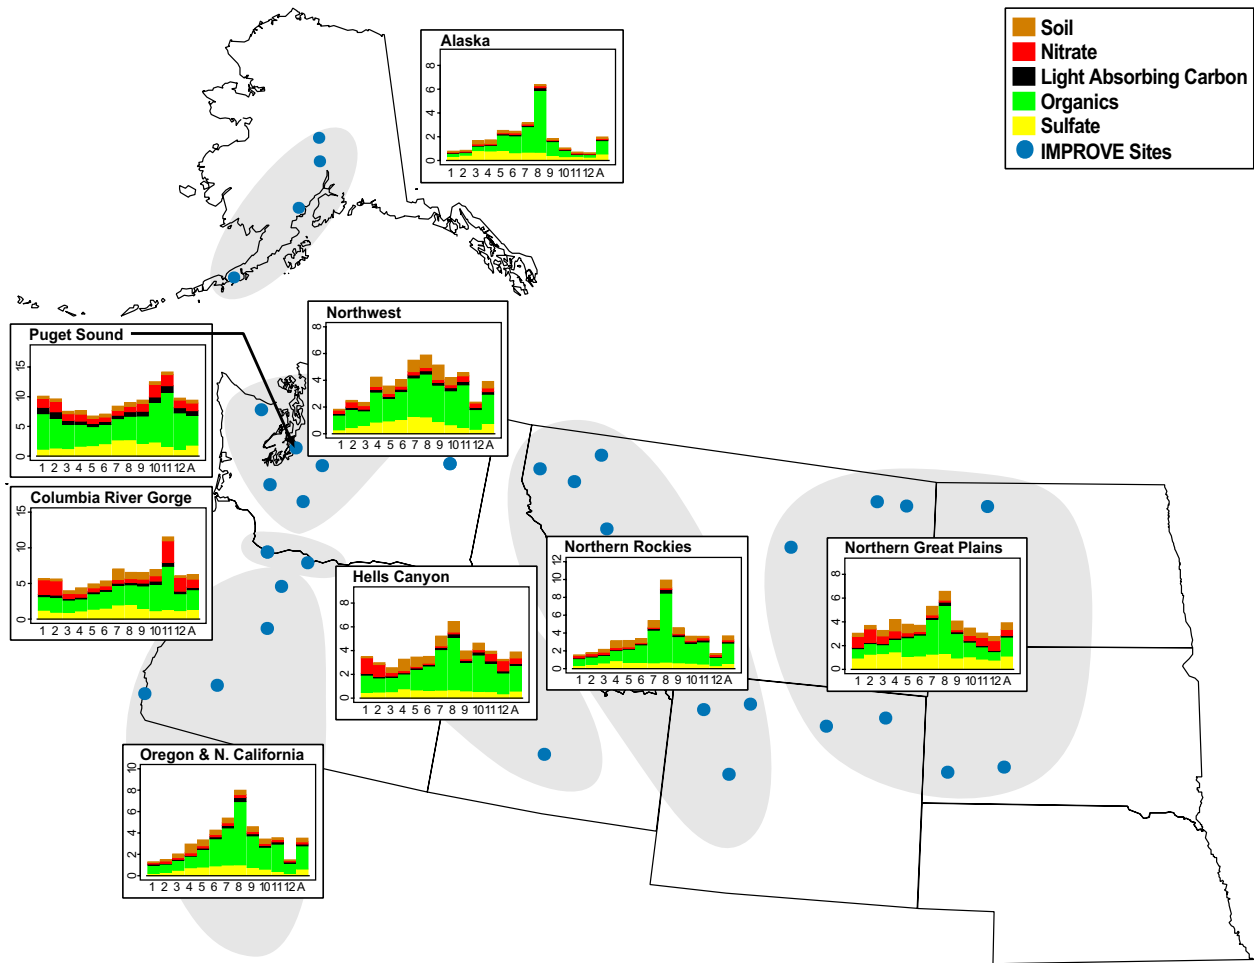 Alaska
8
6
4
2
0
1 2 3 4 5 6 7 8 9 10 11 12 A
Soil
Nitrate
Light Absorbing Carbon
Organics
Sulfate
IMPROVE Sites
Puget Sound
15
10
5
0
1 2 3 4 5 6 7 8 9 10 11 12 A
Northwest
8
6
4
2
0
1 2 3 4 5 6 7 8 9 10 11 12 A
Columbia River Gorge
15
10
5
0
1 2 3 4 5 6 7 8 9 10 11 12 A
Hells Canyon
8
6
4
2
0
1 2 3 4 5 6 7 8 9 10 11 12 A
Northern Rockies
12
10
8
6
4
2
0
1 2 3 4 5 6 7 8 9 10 11 12 A
Northern Great Plains
8
6
4
2
0
1 2 3 4 5 6 7 8 9 10 11 12 A
Oregon & N. California
10
8
6
4
2
0
1 2 3 4 5 6 7 8 9 10 11 12 A